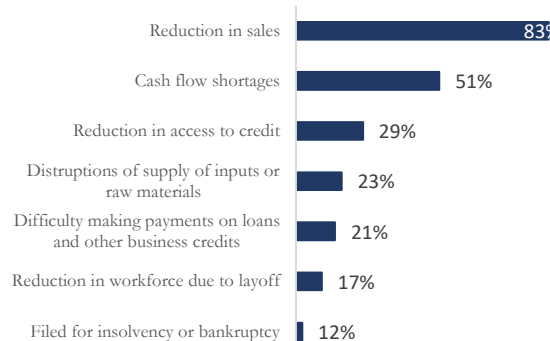 Reduction in sales 83%
Cash flow shortages 51%
Reduction in access to credit 29%
Distruptions of supply of inputs or
raw materials 23%
Difficulty making payments on loans
and other business credits 21%
Reduction in workforce due to layoff 17%
Filed for insolvency or bankruptcy 12%